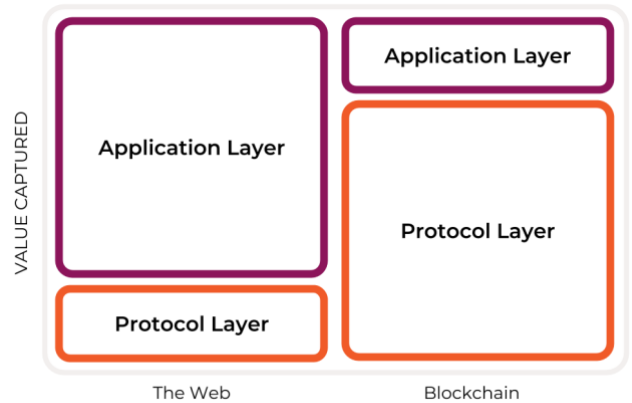 VALUE CAPTURED
Application Layer
Protocol Layer
The Web
Application Layer
Protocol Layer
Blockchain